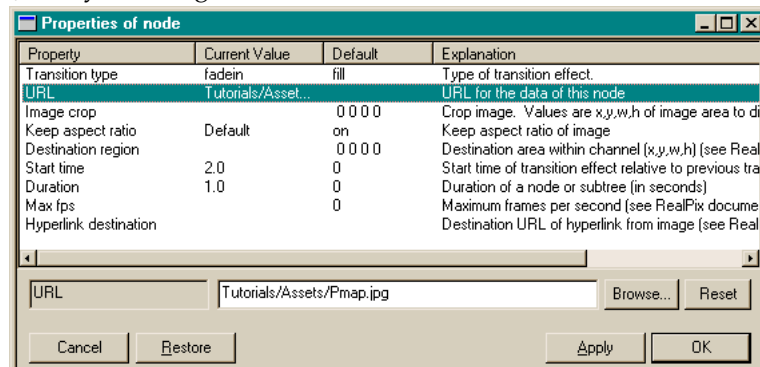 Properties of node
Property Current Value Default Explanation
Transition type fadein fill Type of transition effect.
URL Tutorials/Asset... URL for the data of this node
Image crop 0 0 0 0 Crop image. Values are x,y,w,h of image area to di
Keep aspect ratio Default on Keep aspect ratio of image
Destination region 0 0 0 0 Destination area within channel (x,y,w,h) (see Real
Start time 2.0 0 Start time of transition effect relative to previous tra
Duration 1.0 0 Duration of a node or subtree (in seconds)
Max fps 0 Maximum frames per second (see RealPix docume
Hyperlink destination Destination URL of hyperlink from image (see Real
URL Tutorials/Assets/Pmap.jpg Browse... Reset
Cancel Restore Apply OK